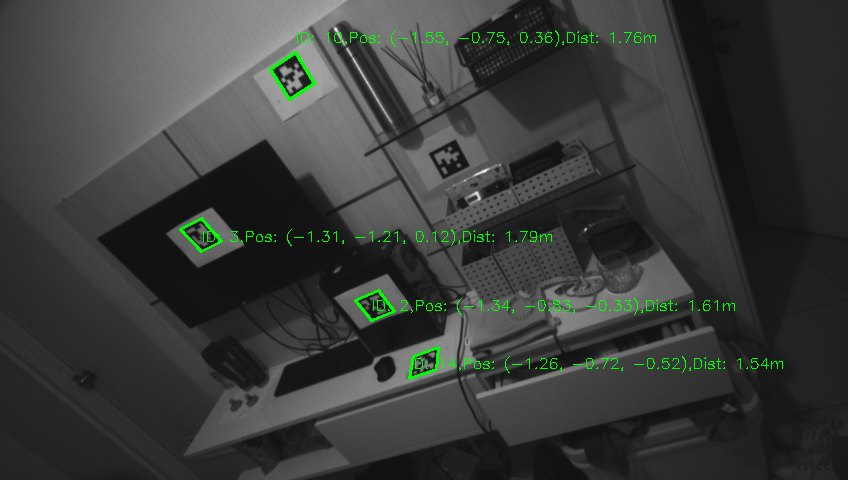 ID: 10,Pos: (-1.55, -0.75, 0.36),Dist: 1.76m
ID: 3,Pos: (-1.31, -1.21, 0.12),Dist: 1.79m
ID: 2,Pos: (-1.34, -0.83, -0.33),Dist: 1.61m
ID: 14,Pos: (-1.26, -0.72, -0.52),Dist: 1.54m